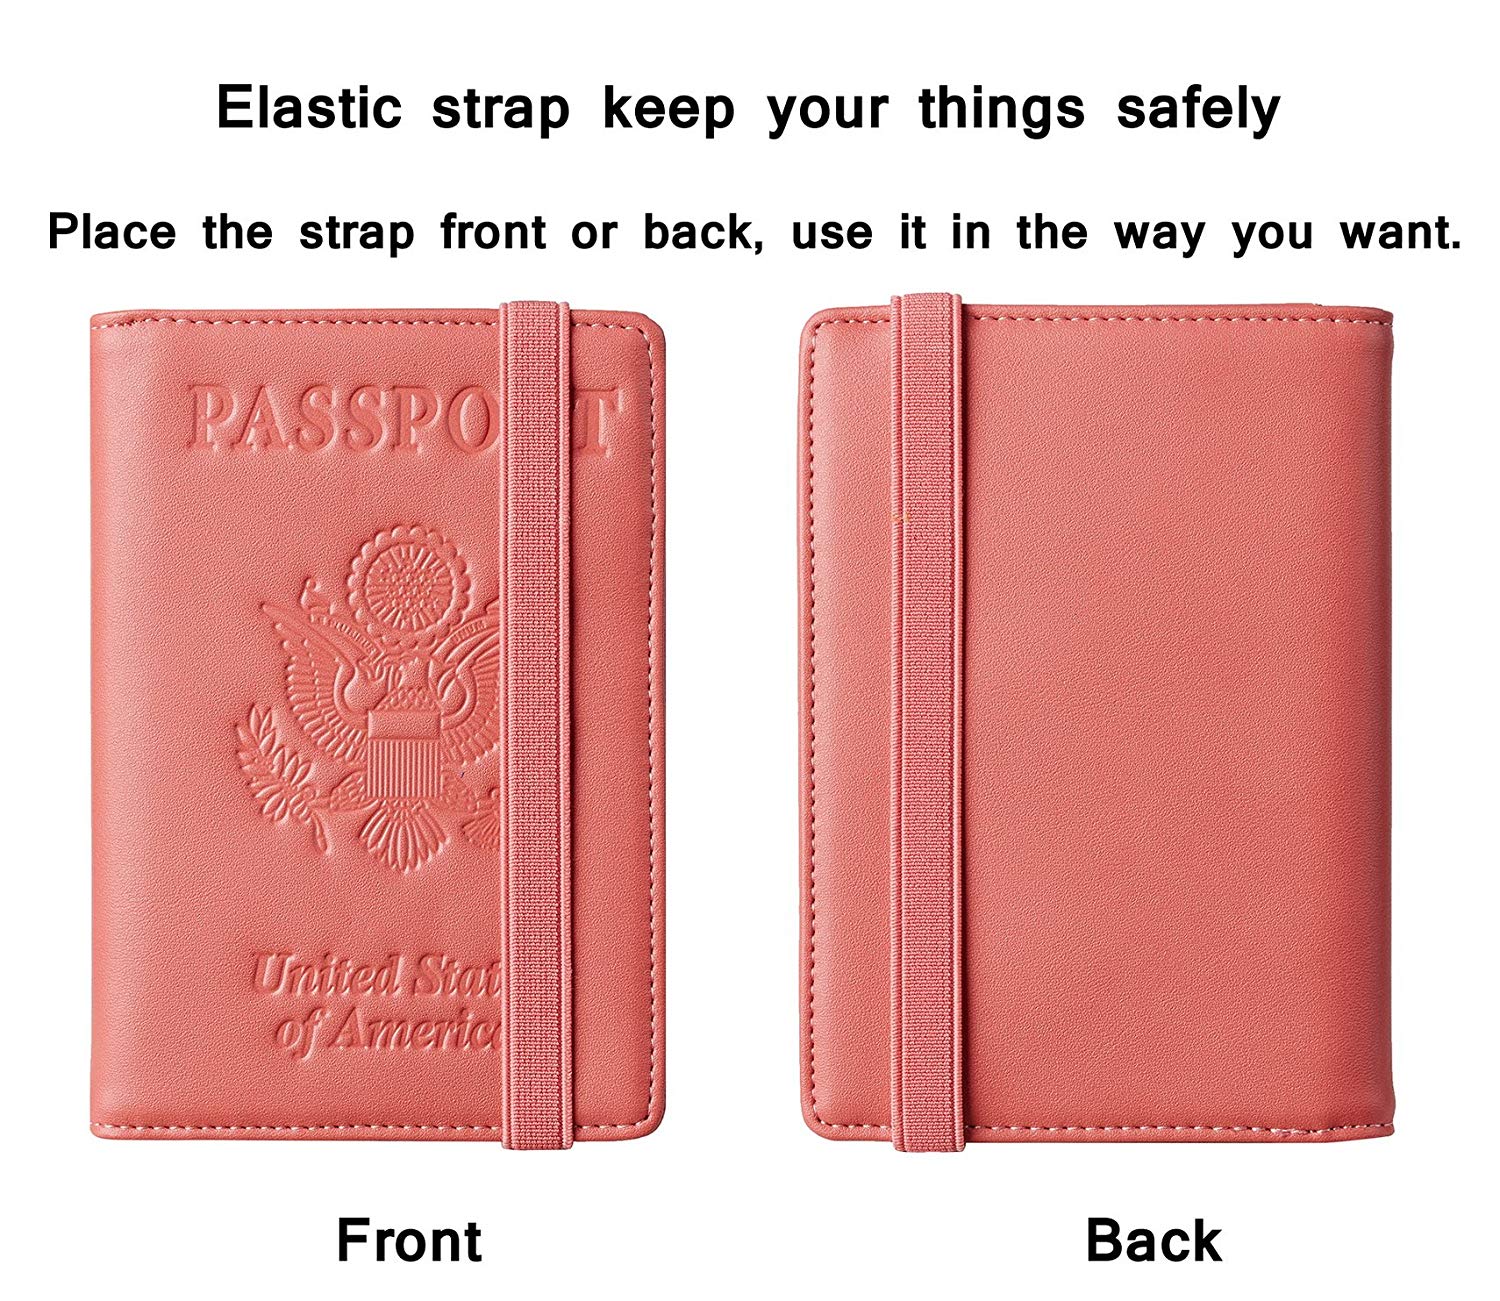 Elastic strap keep your things safely
Place the strap front or back, use it in the way you want.
PASSPO T
United Stat
of America
Front Back